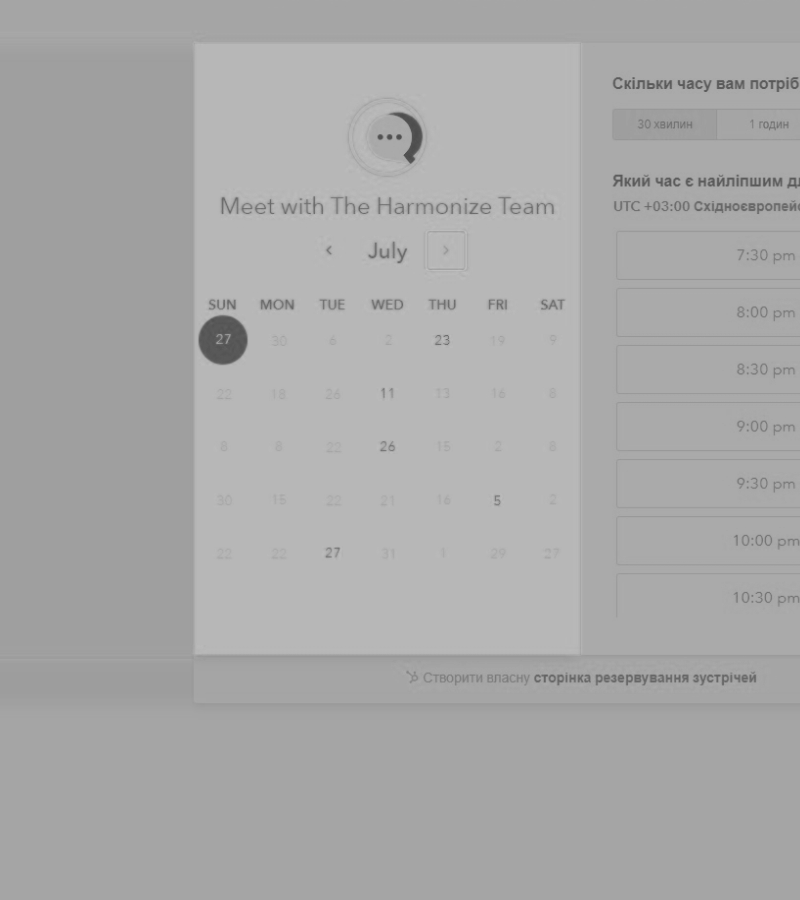 Meet with The Harmonize Team
July
SUN MON TUE WED THU FRI SAT
27 30 6 2 23 19 9
22 18 26 11 13 16 8
8 8 22 26 15 2 8
30 15 22 21 16 5 2
22 22 27 31 1 29 27
Скільки часу вам потріб
30 хвилин 1 годин
Який час є найліпшим д
UTC +03:00 Східноєвропейс
7:30 pm
8:00 pm
8:30 pm
9:00 pm
9:30 pm
10:00 pm
10:30 pm
Створити власну сторінка резервування зустрічей